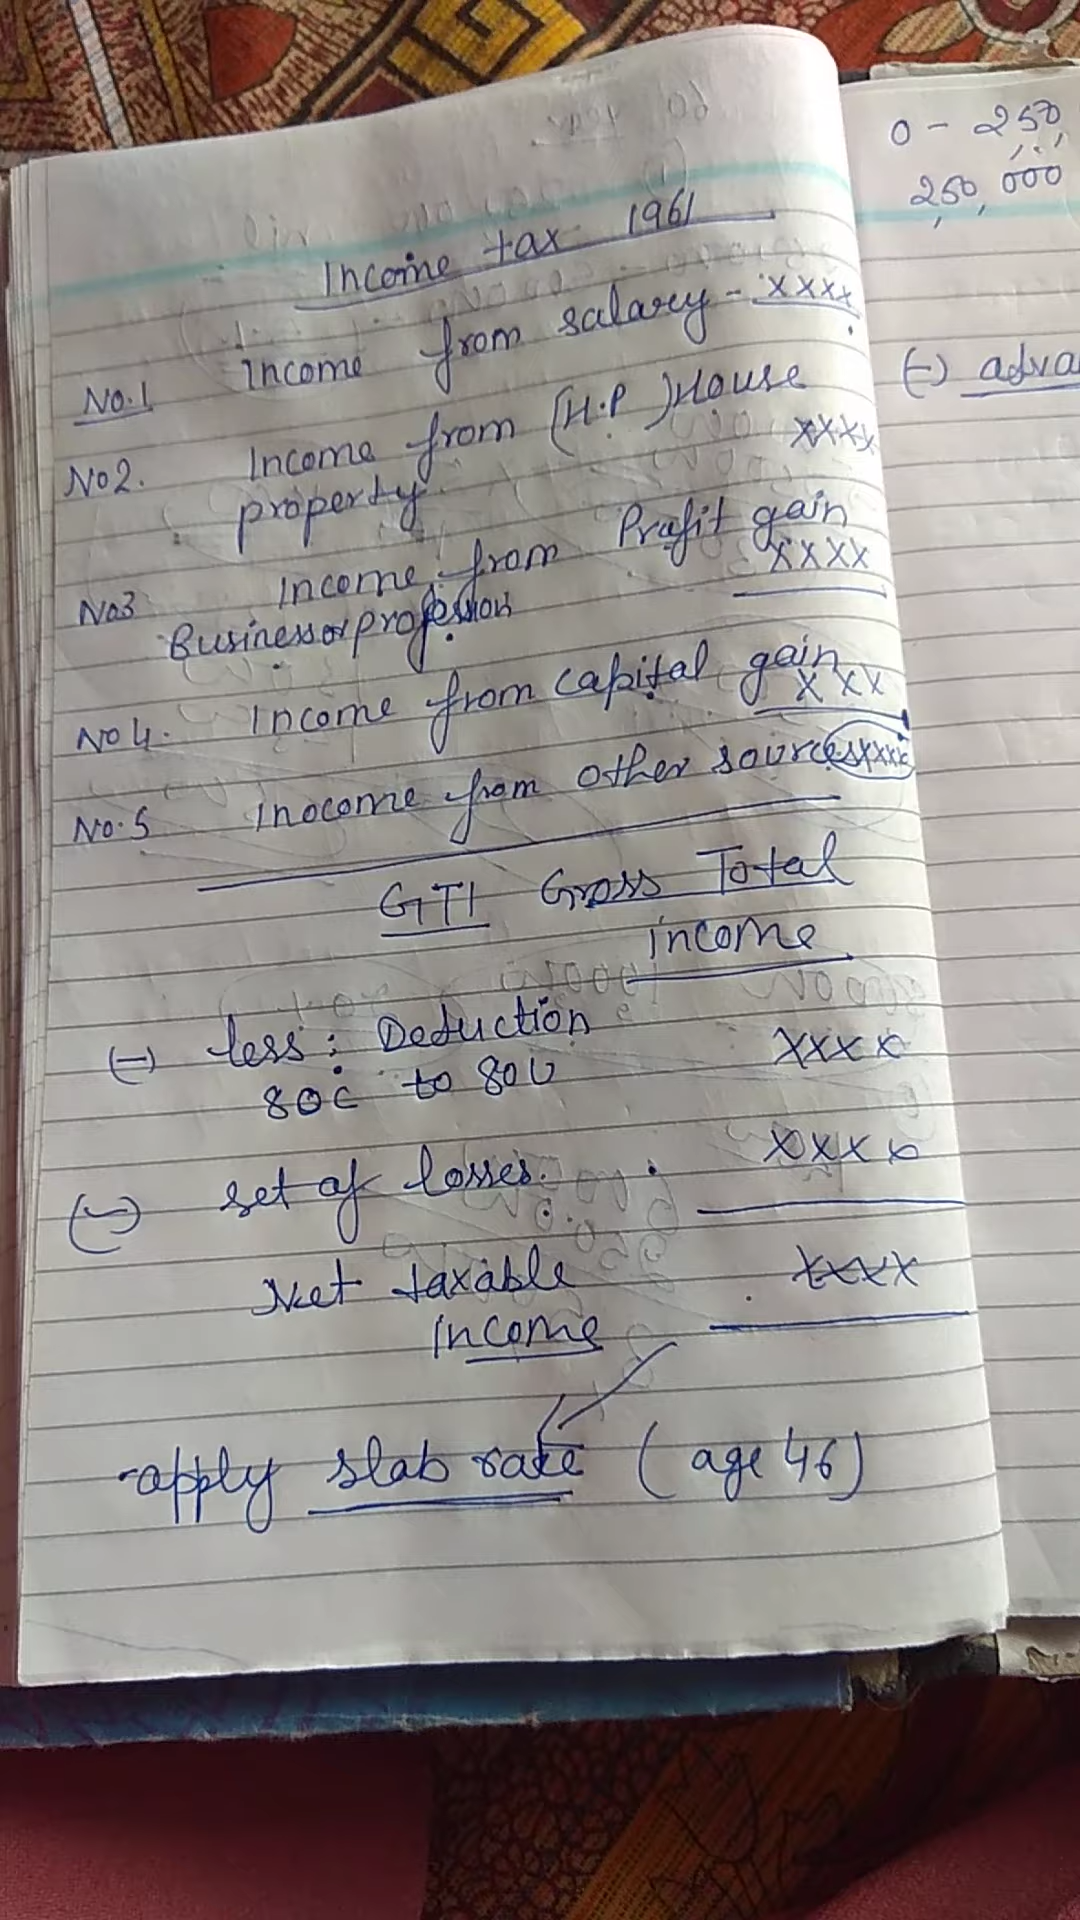 Income tax 1961
No.1 Income from salary - xxxx
No2. Income from (H.P) House
property xxxx
No3 Income from Profit gain
Business or profession xxxx
No 4. Income from capital gain
xxx
No.5 Inocome from other sources xxxx
GTI Gross Total
income
(-) less: Deduction xxxx
80C to 80U
(-) set of losses. xxxx
Net taxable xxxx
income
apply slab rate (age 46)
0 - 250,
250,000
(-) adva